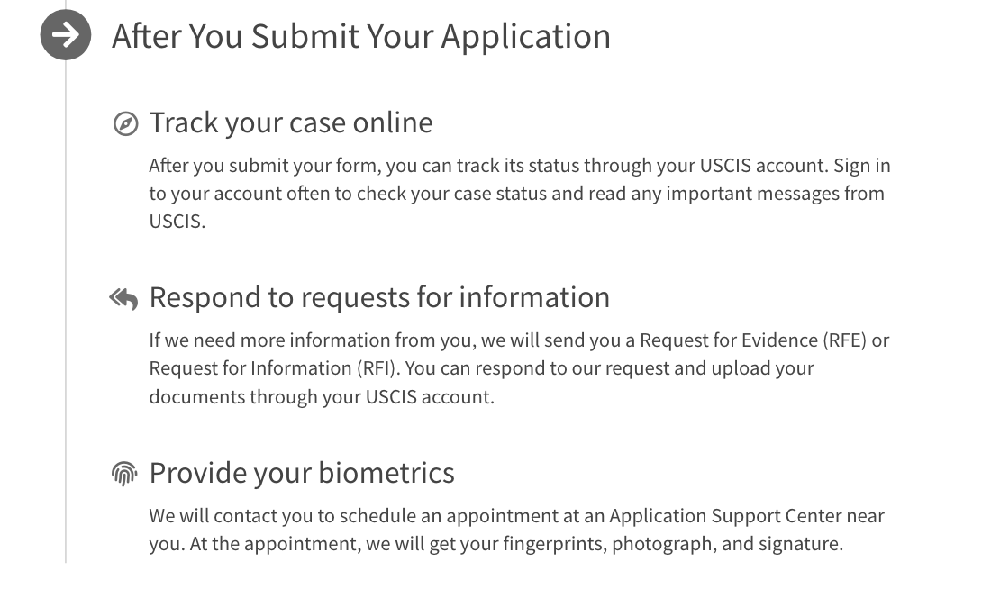 After You Submit Your Application
Track your case online
After you submit your form, you can track its status through your USCIS account. Sign in
to your account often to check your case status and read any important messages from
USCIS.
Respond to requests for information
If we need more information from you, we will send you a Request for Evidence (RFE) or
Request for Information (RFI). You can respond to our request and upload your
documents through your USCIS account.
Provide your biometrics
We will contact you to schedule an appointment at an Application Support Center near
you. At the appointment, we will get your fingerprints, photograph, and signature.